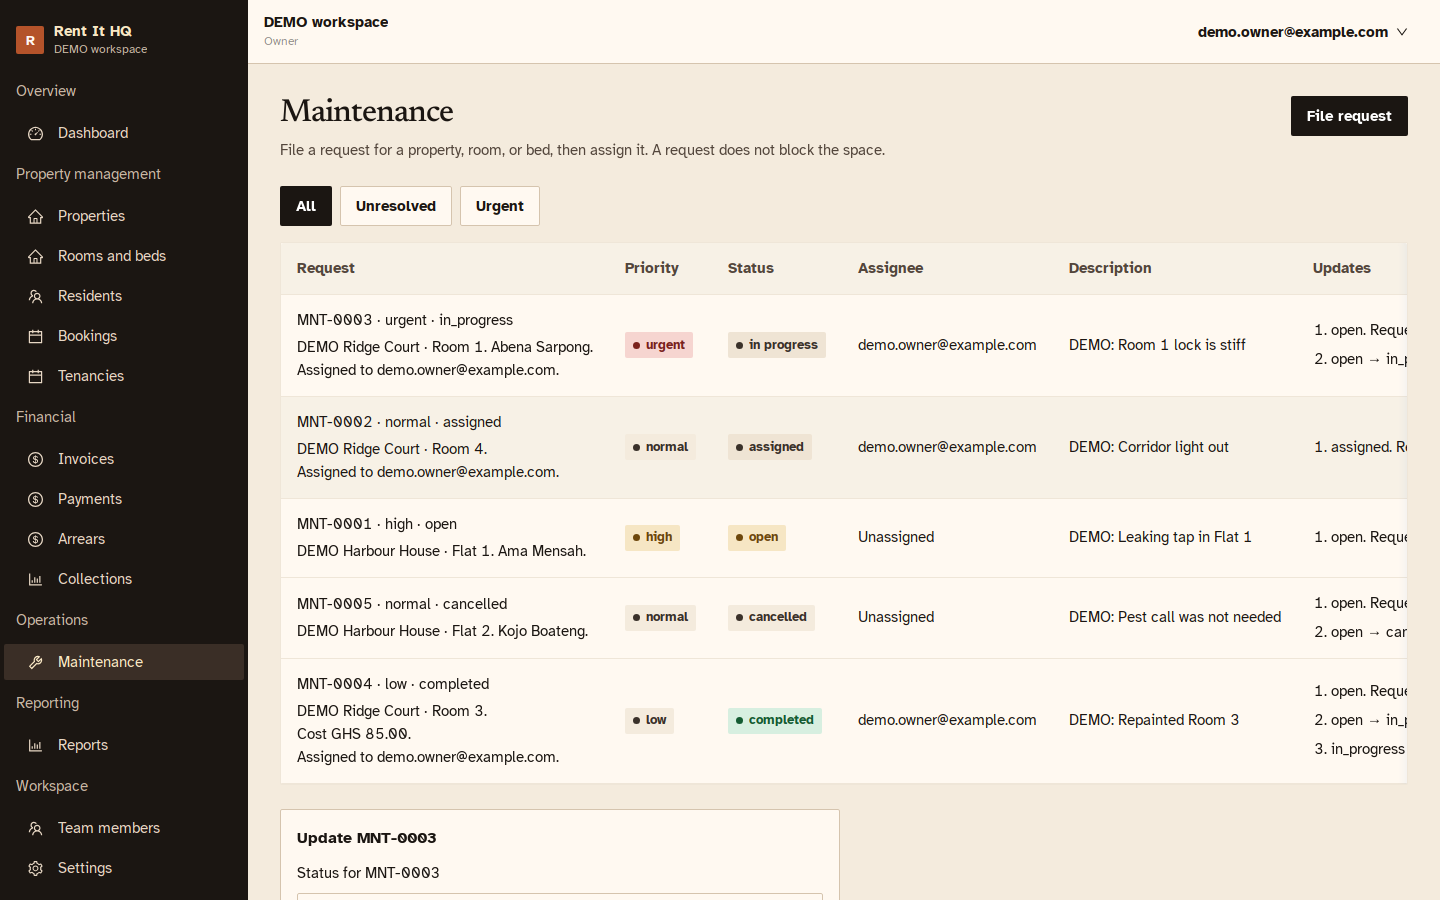 R
Rent It HQ
DEMO workspace
Overview
Dashboard
Property management
Properties
Rooms and beds
Residents
Bookings
Tenancies
Financial
Invoices
Payments
Arrears
Collections
Operations
Maintenance
Reporting
Reports
Workspace
Team members
Settings
DEMO workspace
Owner
demo.owner@example.com
Maintenance
File a request for a property, room, or bed, then assign it. A request does not block the space.
File request
All Unresolved Urgent
Request Priority Status Assignee Description Updates
MNT-0003 · urgent · in_progress
DEMO Ridge Court · Room 1. Abena Sarpong.
Assigned to demo.owner@example.com.
urgent
in progress
demo.owner@example.com
DEMO: Room 1 lock is stiff
1. open. Reque
2. open → in_p
MNT-0002 · normal · assigned
DEMO Ridge Court · Room 4.
Assigned to demo.owner@example.com.
normal
assigned
demo.owner@example.com
DEMO: Corridor light out
1. assigned. Re
MNT-0001 · high · open
DEMO Harbour House · Flat 1. Ama Mensah.
high
open
Unassigned
DEMO: Leaking tap in Flat 1
1. open. Reque
MNT-0005 · normal · cancelled
DEMO Harbour House · Flat 2. Kojo Boateng.
normal
cancelled
Unassigned
DEMO: Pest call was not needed
1. open. Reque
2. open → can
MNT-0004 · low · completed
DEMO Ridge Court · Room 3.
Cost GHS 85.00.
Assigned to demo.owner@example.com.
low
completed
demo.owner@example.com
DEMO: Repainted Room 3
1. open. Reque
2. open → in_p
3. in_progress
Update MNT-0003
Status for MNT-0003